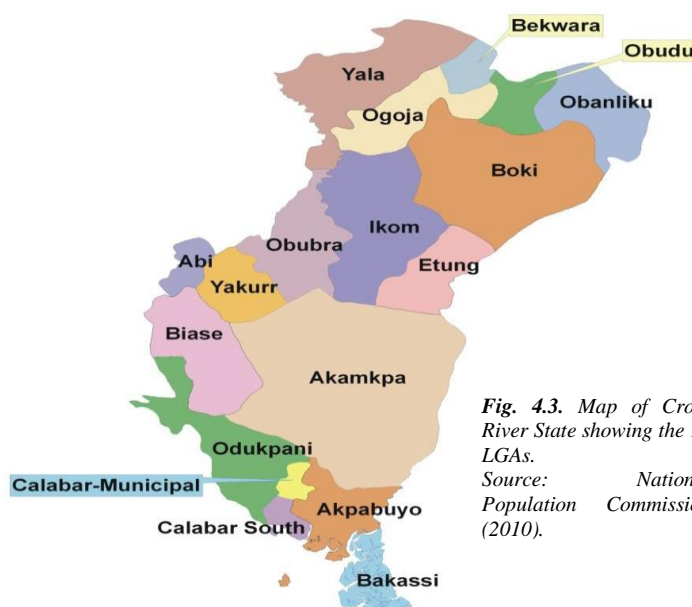 Bekwara
Obudu
Yala
Obanliku
Ogoja
Boki
Ikom
Obubra
Abi
Etung
Yakurr
Biase
Akamkpa
Fig. 4.3. Map of Cro
River State showing the
LGAs.
Source: Nation
Population Commissi
(2010).
Odukpani
Calabar-Municipal
Akpabuyo
Calabar South
Bakassi